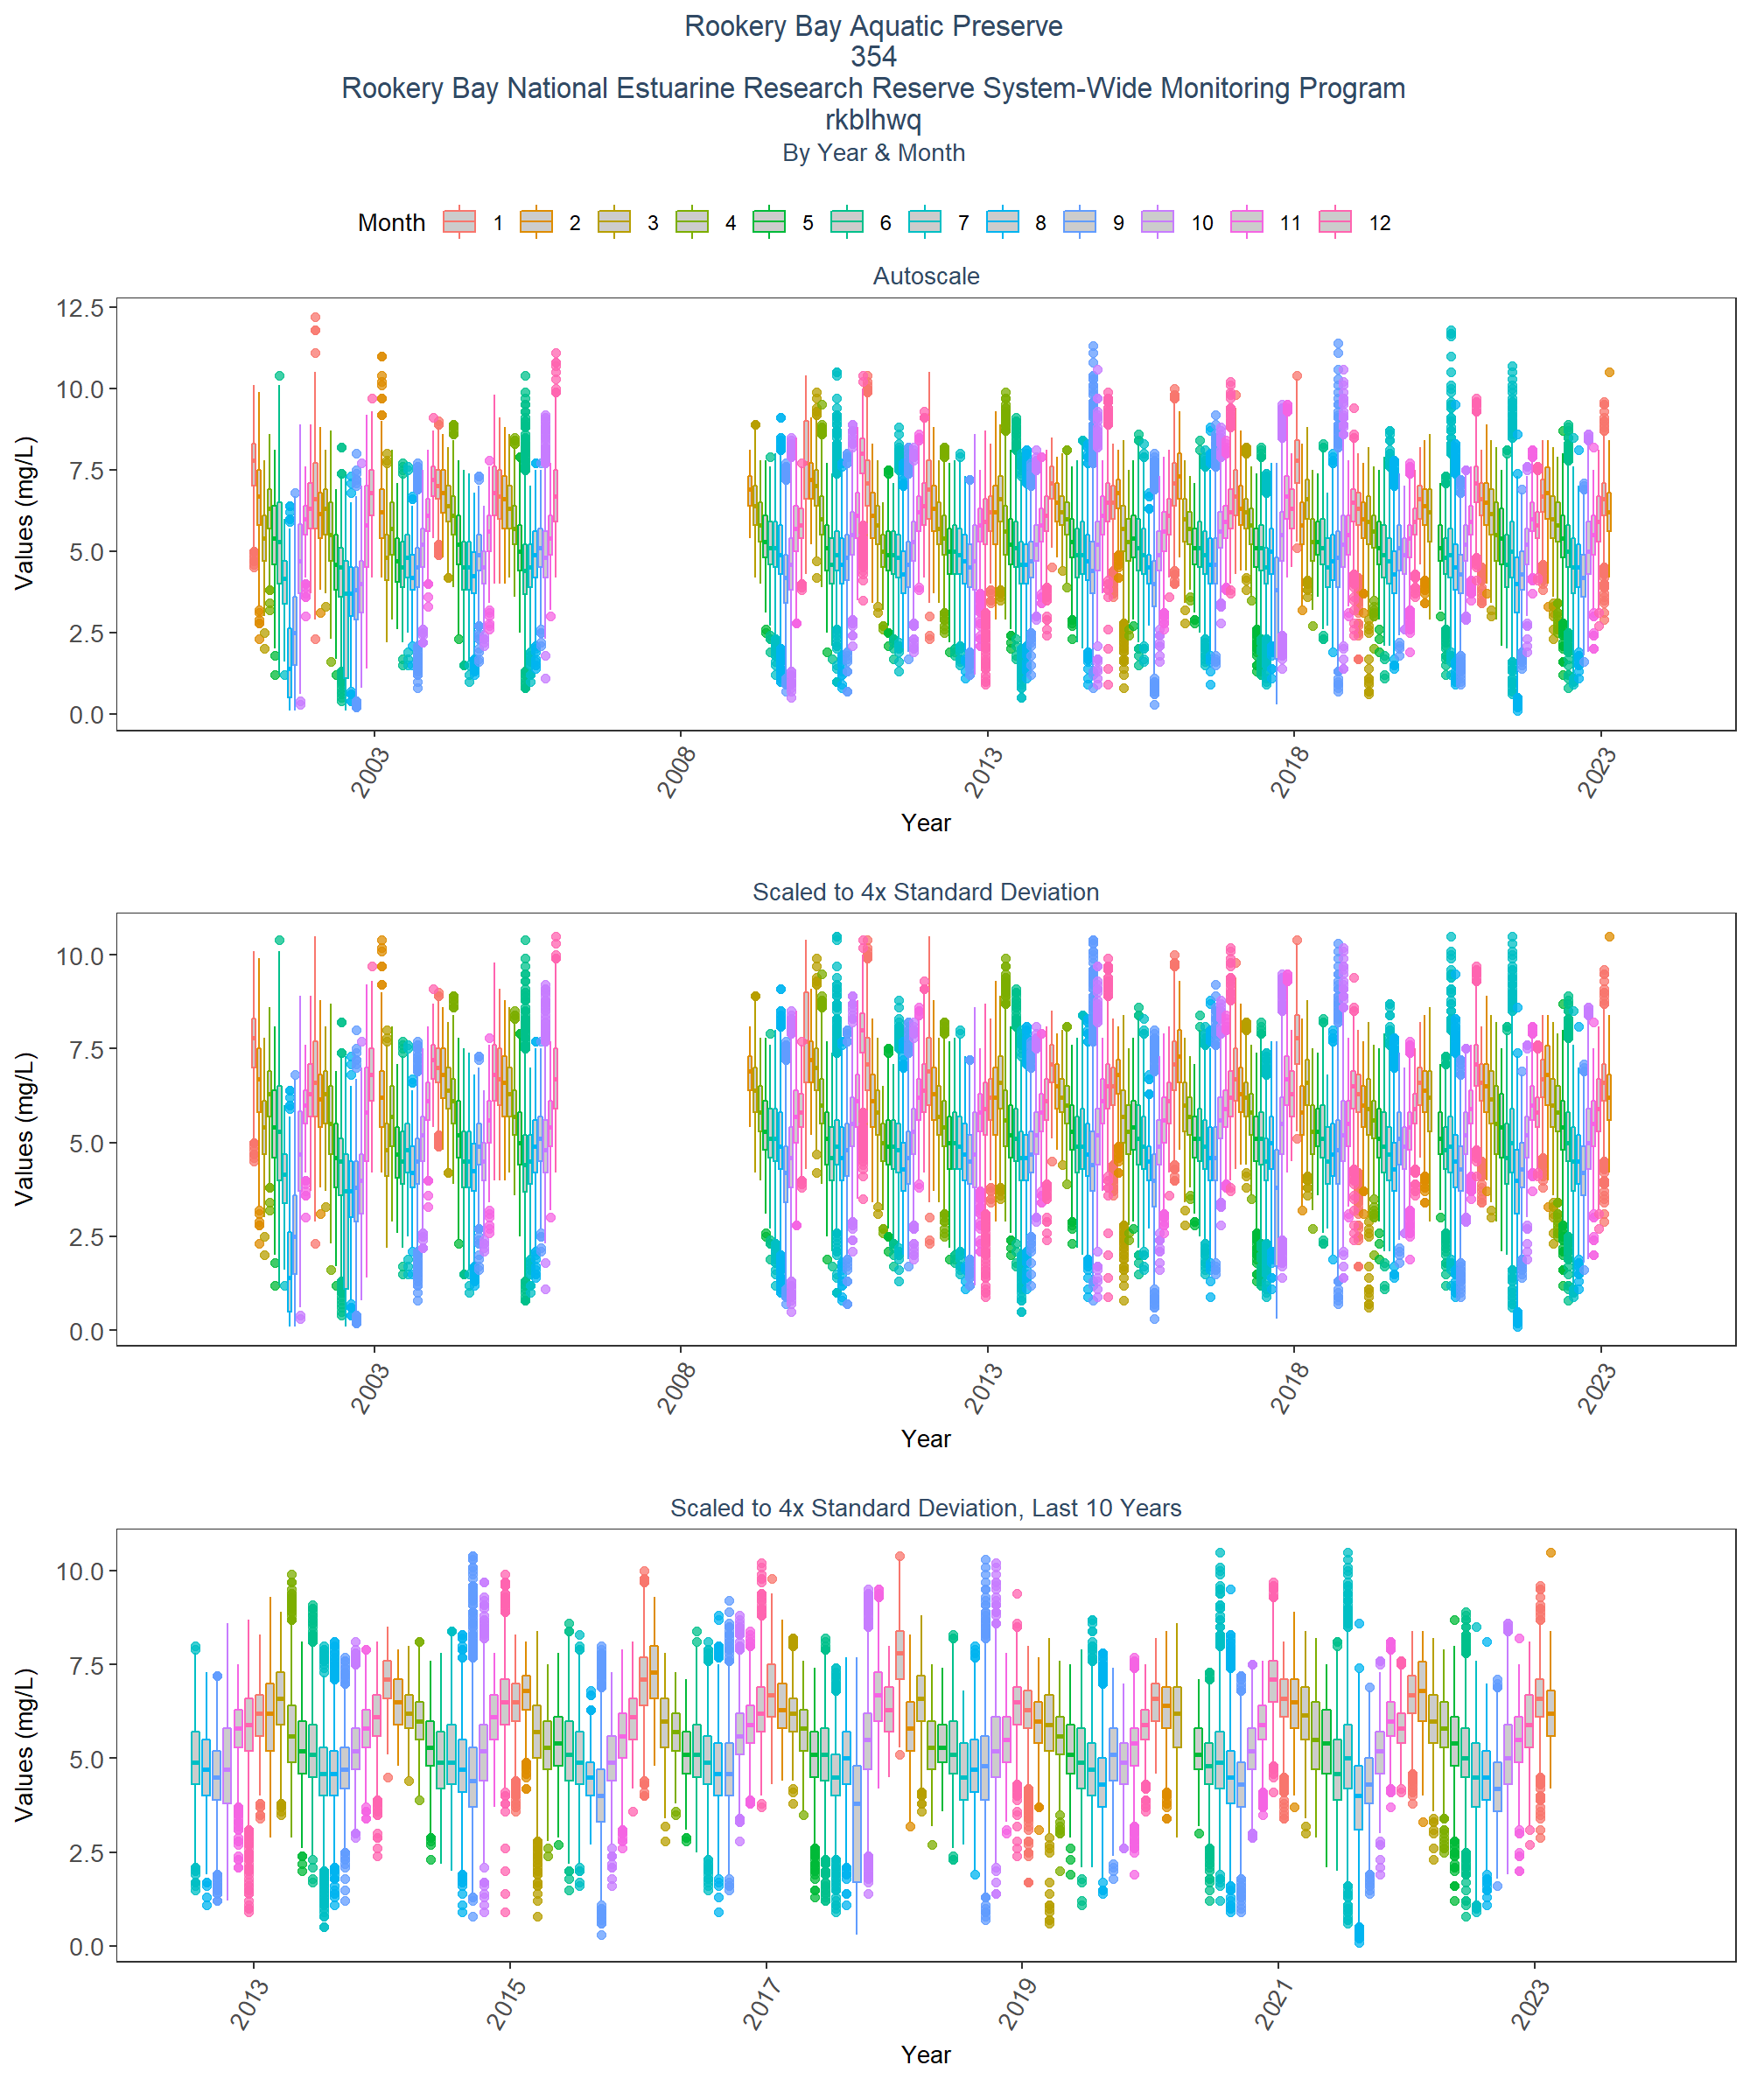 Rookery Bay Aquatic Preserve
354
Rookery Bay National Estuarine Research Reserve System-Wide Monitoring Program
rkblhwq
By Year & Month
Month 1 2 3 4 5 6 7 8 9 10 11 12
Autoscale
Values (mg/L)
12.5
10.0
7.5
5.0
2.5
0.0
2003 2008 2013 2018 2023
Year
Scaled to 4x Standard Deviation
Values (mg/L)
10.0
7.5
5.0
2.5
0.0
2003 2008 2013 2018 2023
Year
Scaled to 4x Standard Deviation, Last 10 Years
Values (mg/L)
10.0
7.5
5.0
2.5
0.0
2013 2015 2017 2019 2021 2023
Year